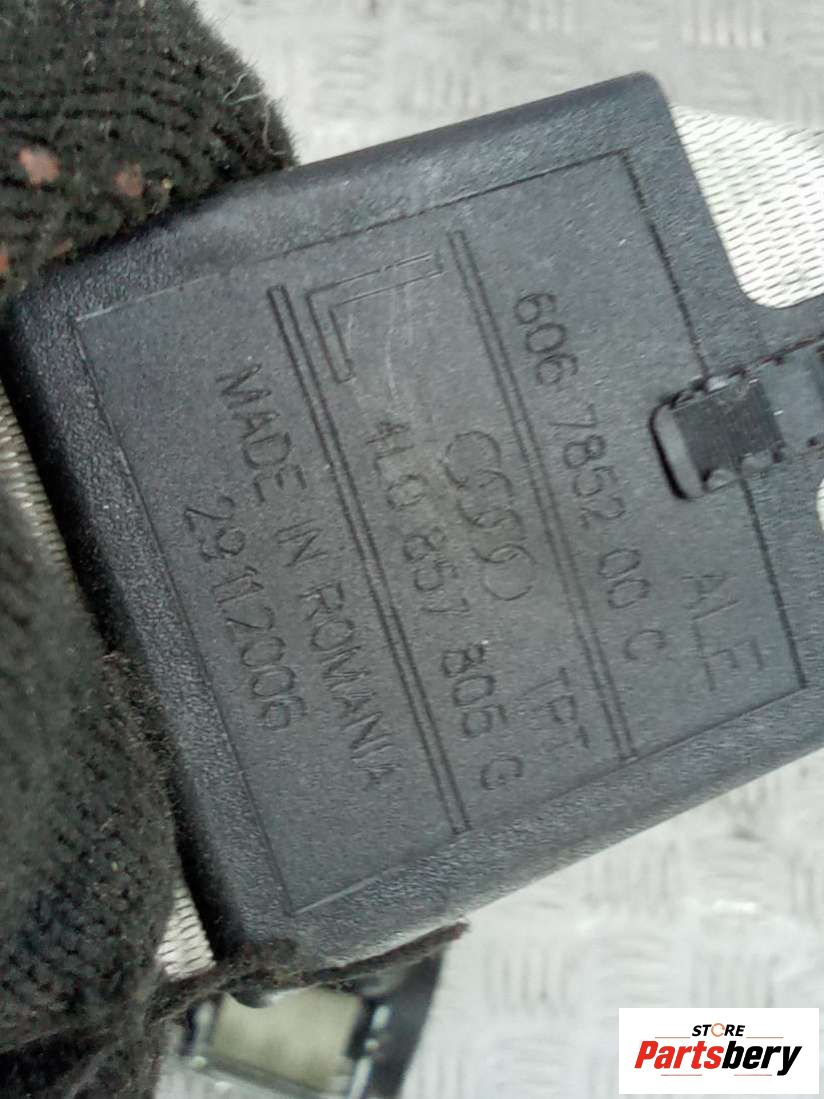 ALE
606 7852 00 C
TPT
L
4L0 857 805 G
MADE IN ROMANIA
29.11.2006
STORE
Partsbery